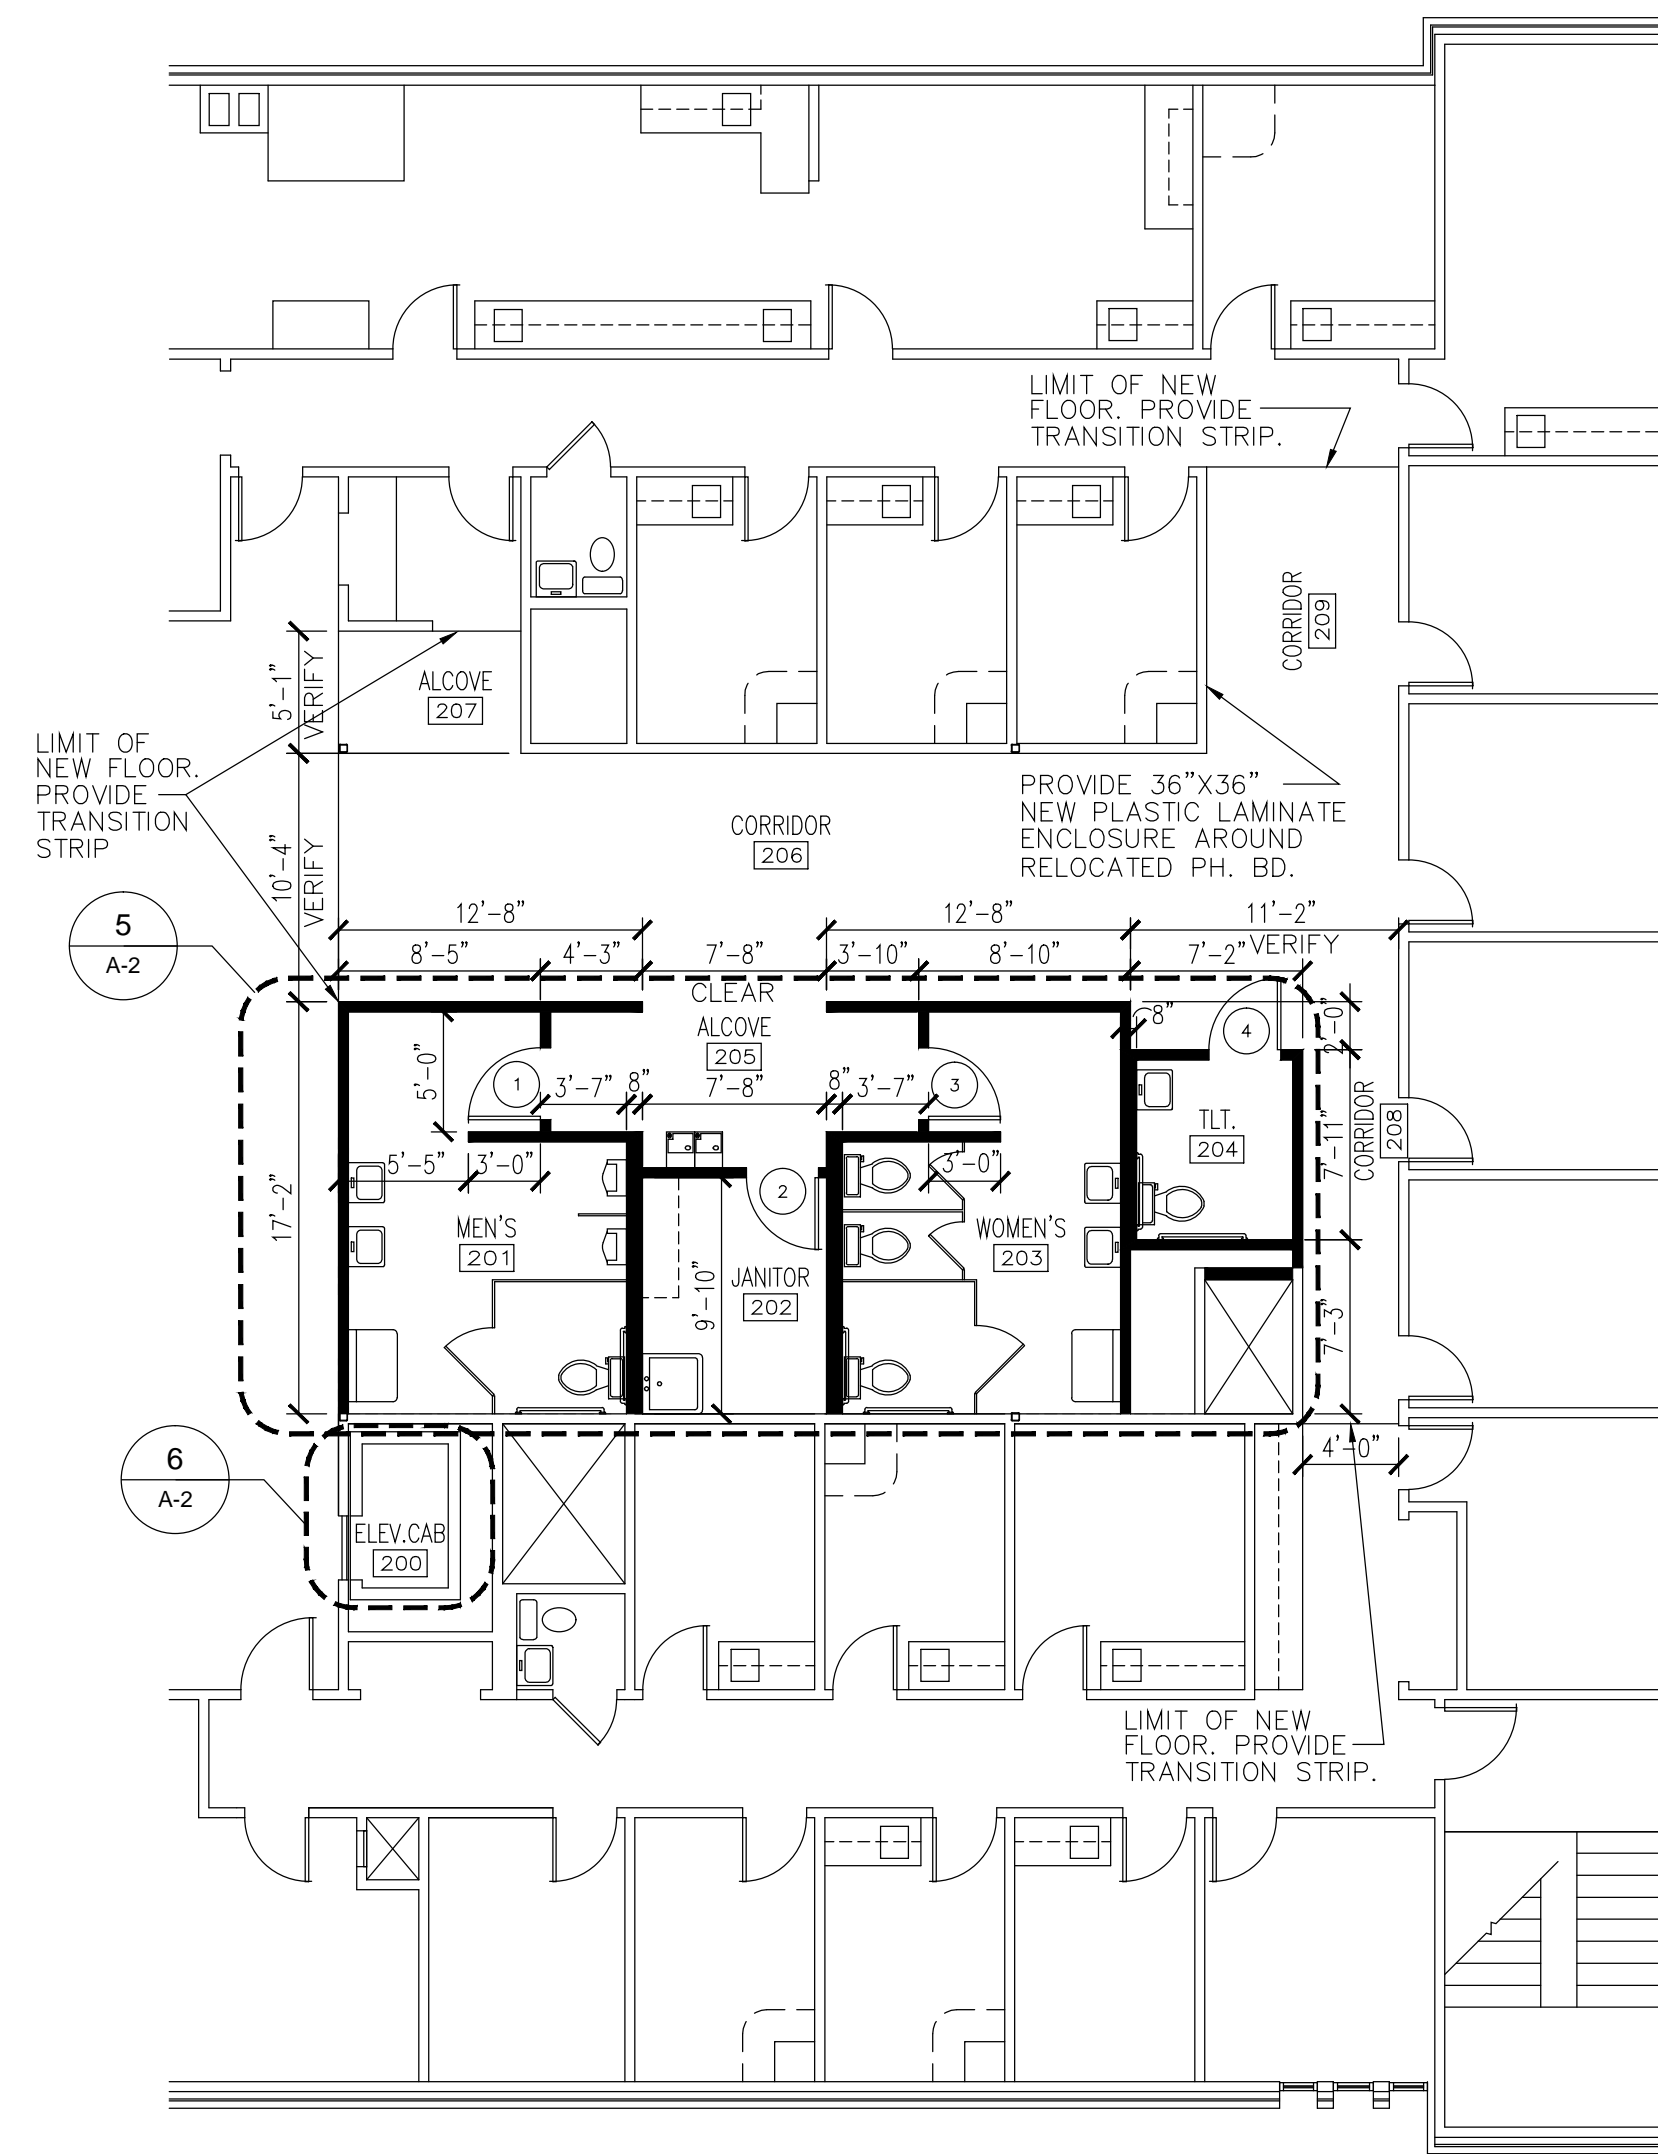 LIMIT OF NEW
FLOOR. PROVIDE
TRANSITION STRIP.
CORRIDOR
209
5'-1"
VERIFY
ALCOVE
207
LIMIT OF
NEW FLOOR.
PROVIDE
TRANSITION
STRIP
PROVIDE 36"X36"
NEW PLASTIC LAMINATE
ENCLOSURE AROUND
RELOCATED PH. BD.
CORRIDOR
206
10'-4"
VERIFY
12'-8"
12'-8"
11'-2"
VERIFY
5
A-2
8'-5"
4'-3"
7'-8"
CLEAR
3'-10"
8'-10"
7'-2"
ALCOVE
205
8"
4
2'-0"
5'-0"
1
3'-7"
8"
7'-8"
8"
3'-7"
3
CORRIDOR
208
TLT.
204
7'-11"
5'-5"
3'-0"
2
3'-0"
17'-2"
MEN'S
201
WOMEN'S
203
JANITOR
202
9'-10"
7'-3"
4'-0"
6
A-2
ELEV.CAB
200
LIMIT OF NEW
FLOOR. PROVIDE
TRANSITION STRIP.